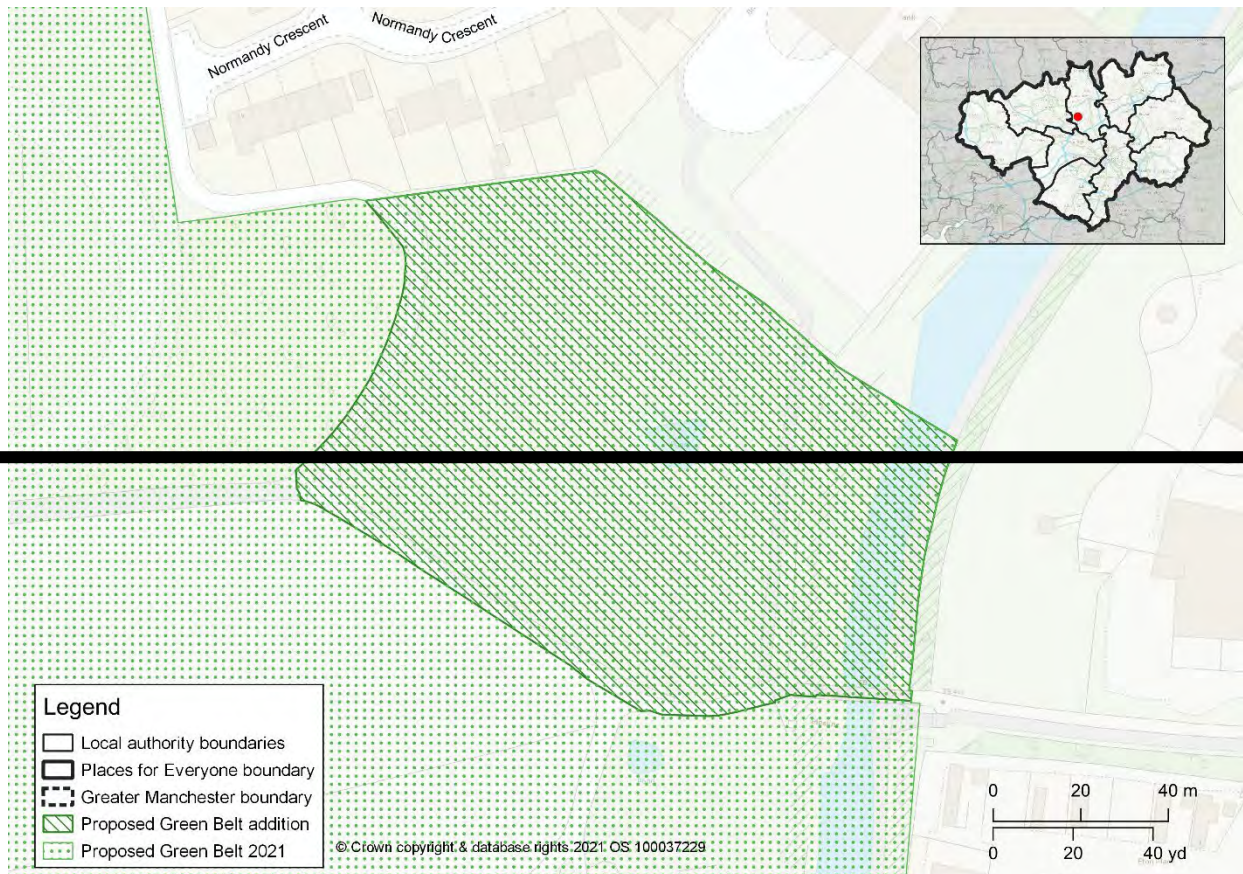 Normandy Crescent
Normandy Crescent
Legend
Local authority boundaries
Places for Everyone boundary
Greater Manchester boundary
Proposed Green Belt addition
Proposed Green Belt 2021
© Crown copyright & database rights 2021 OS 100037229
0 20 40 m
0 20 40 yd